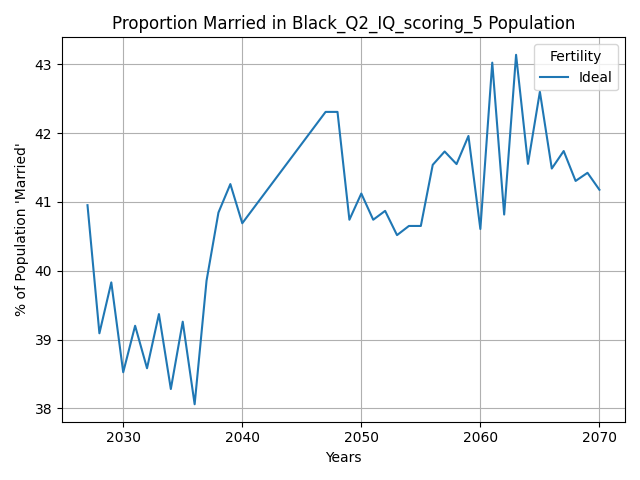 Proportion Married in Black_Q2_IQ_scoring_5 Population
Fertility
Ideal
% of Population 'Married'
43
42
41
40
39
38
2030 2040 2050 2060 2070
Years